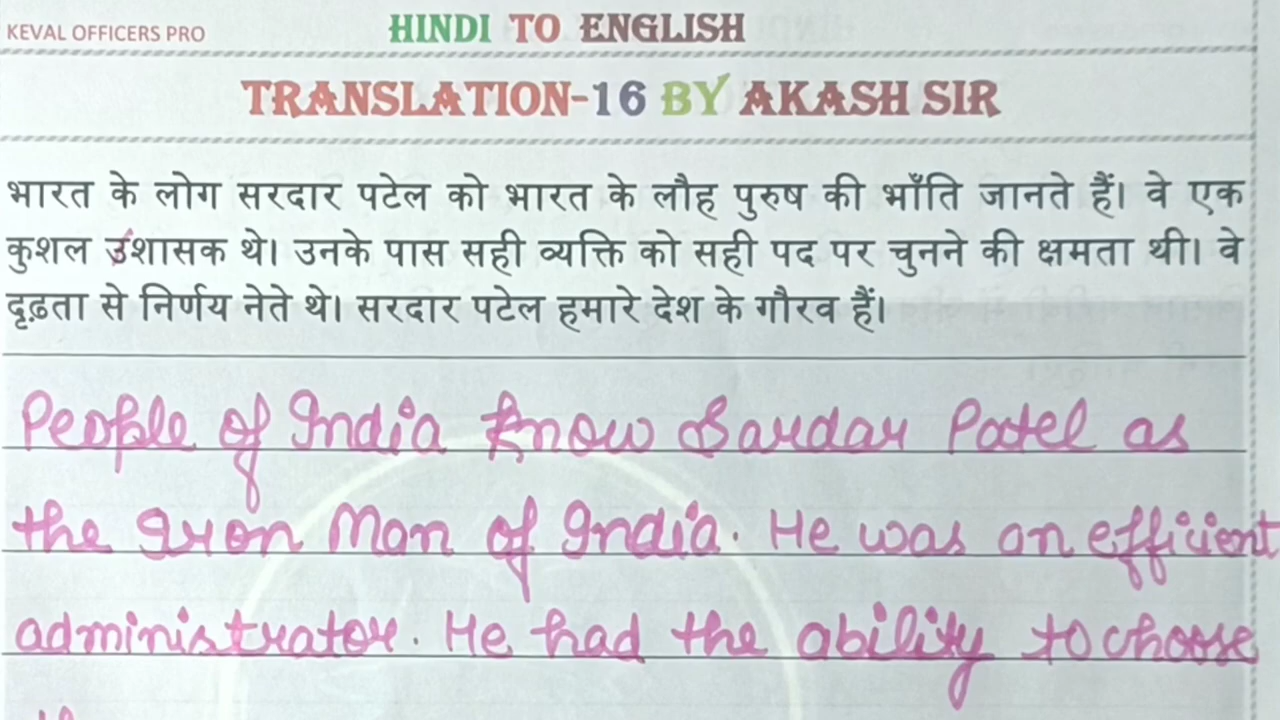 KEVAL OFFICERS PRO
HINDI TO ENGLISH
TRANSLATION-16 BY AKASH SIR
भारत के लोग सरदार पटेल को भारत के लौह पुरुष की भाँति जानते हैं। वे एक
कुशल उंशासक थे। उनके पास सही व्यक्ति को सही पद पर चुनने की क्षमता थी। वे
दृढ़ता से निर्णय नेते थे। सरदार पटेल हमारे देश के गौरव हैं।
People of India know Sardar Patel as
the Iron Man of India. He was an efficient
administrator. He had the ability to choose